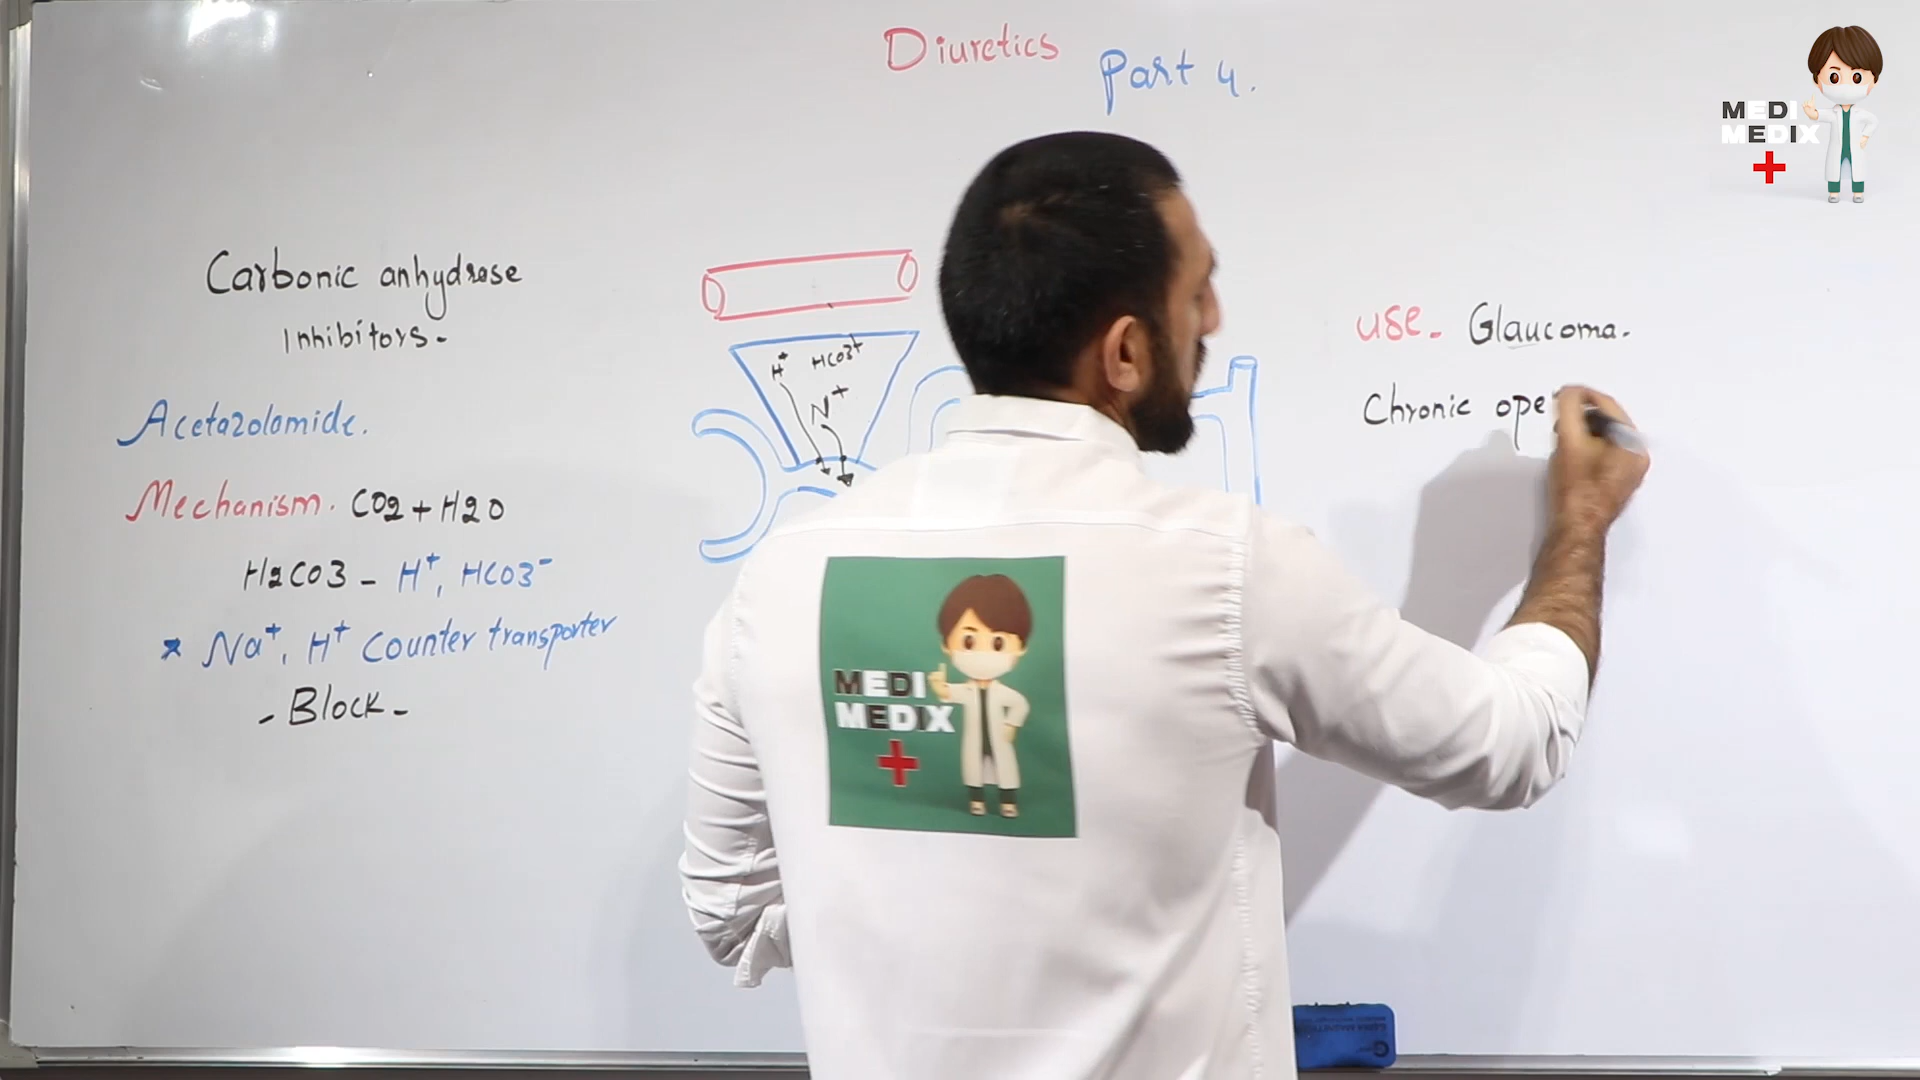 Diuretics Part 4.
MEDI
MEDIX
Carbonic anhydrase
Inhibitors-
Acetazolamide.
Mechanism. CO2 + H2O
H2CO3 - H+, HCO3-
* Na+, H+ Counter transporter
- Block -
H+ HCO3+
N+
use- Glaucoma.
Chronic ope
MEDI
MEDIX